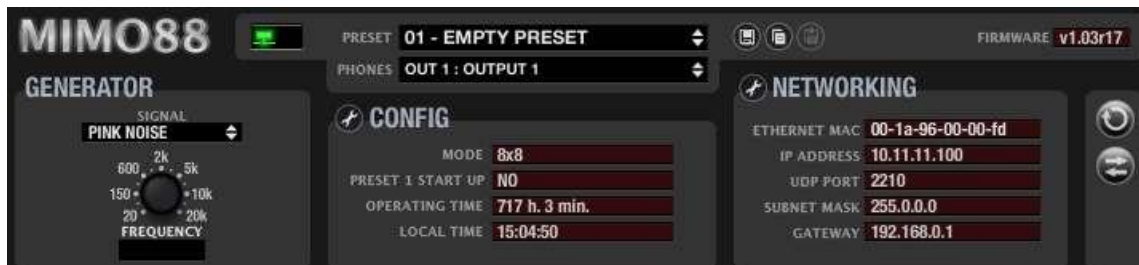 MIMO88
PRESET 01 - EMPTY PRESET
FIRMWARE v1.03r17
PHONES OUT 1 : OUTPUT 1
GENERATOR
SIGNAL
PINK NOISE
2k
600 5k
150 10k
20 20k
FREQUENCY
CONFIG
MODE 8x8
PRESET 1 START UP NO
OPERATING TIME 717 h. 3 min.
LOCAL TIME 15:04:50
NETWORKING
ETHERNET MAC 00-1a-96-00-00-fd
IP ADDRESS 10.11.11.100
UDP PORT 2210
SUBNET MASK 255.0.0.0
GATEWAY 192.168.0.1